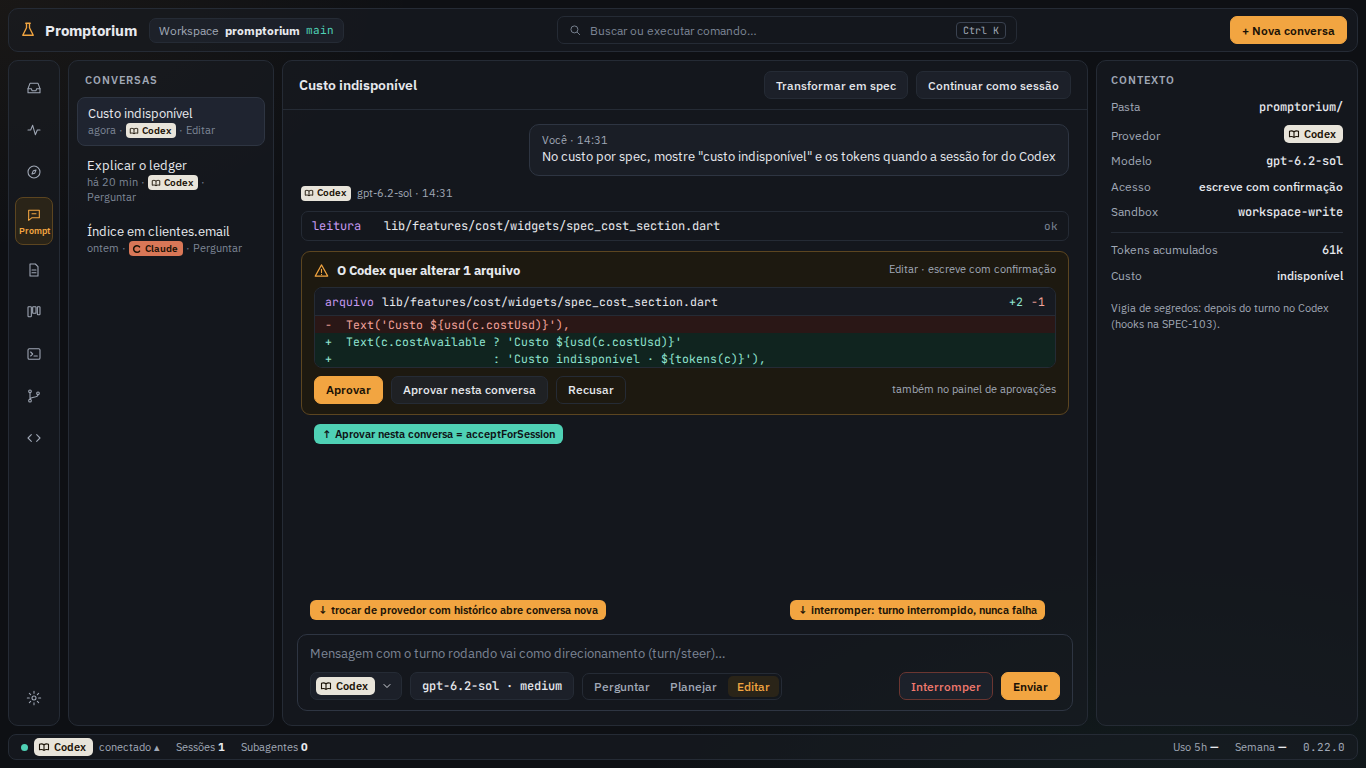 Promptorium
Workspace promptorium main
Buscar ou executar comando…
Ctrl K
+ Nova conversa
Prompt
CONVERSAS
Custo indisponível
agora · Codex · Editar
Explicar o ledger
há 20 min · Codex ·
Perguntar
Índice em clientes.email
ontem · Claude · Perguntar
Custo indisponível
Transformar em spec
Continuar como sessão
Você · 14:31
No custo por spec, mostre "custo indisponível" e os tokens quando a sessão for do Codex
Codex gpt-6.2-sol · 14:31
leitura lib/features/cost/widgets/spec_cost_section.dart ok
O Codex quer alterar 1 arquivo
Editar · escreve com confirmação
arquivo lib/features/cost/widgets/spec_cost_section.dart +2 -1
- Text('Custo ${usd(c.costUsd)}'),
+ Text(c.costAvailable ? 'Custo ${usd(c.costUsd)}'
+ : 'Custo indisponível · ${tokens(c)}'),
Aprovar
Aprovar nesta conversa
Recusar
também no painel de aprovações
↑ Aprovar nesta conversa = acceptForSession
↓ trocar de provedor com histórico abre conversa nova
↓ interromper: turno interrompido, nunca falha
Mensagem com o turno rodando vai como direcionamento (turn/steer)…
Codex
gpt-6.2-sol · medium
Perguntar
Planejar
Editar
Interromper
Enviar
CONTEXTO
Pasta promptorium/
Provedor Codex
Modelo gpt-6.2-sol
Acesso escreve com confirmação
Sandbox workspace-write
Tokens acumulados 61k
Custo indisponível
Vigia de segredos: depois do turno no Codex
(hooks na SPEC-103).
Codex conectado ▴
Sessões 1
Subagentes 0
Uso 5h —
Semana —
0.22.0